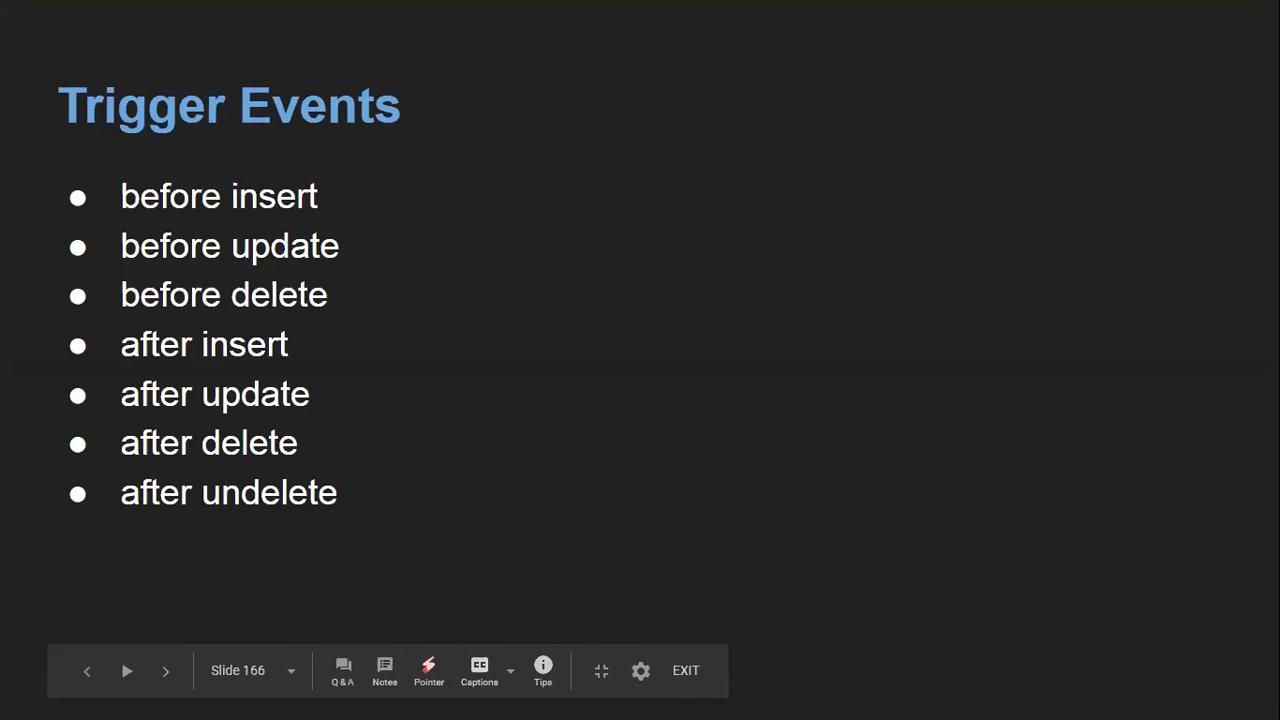 Trigger Events
● before insert
● before update
● before delete
● after insert
● after update
● after delete
● after undelete
Slide 166 Q & A Notes Pointer CC Captions Tips EXIT